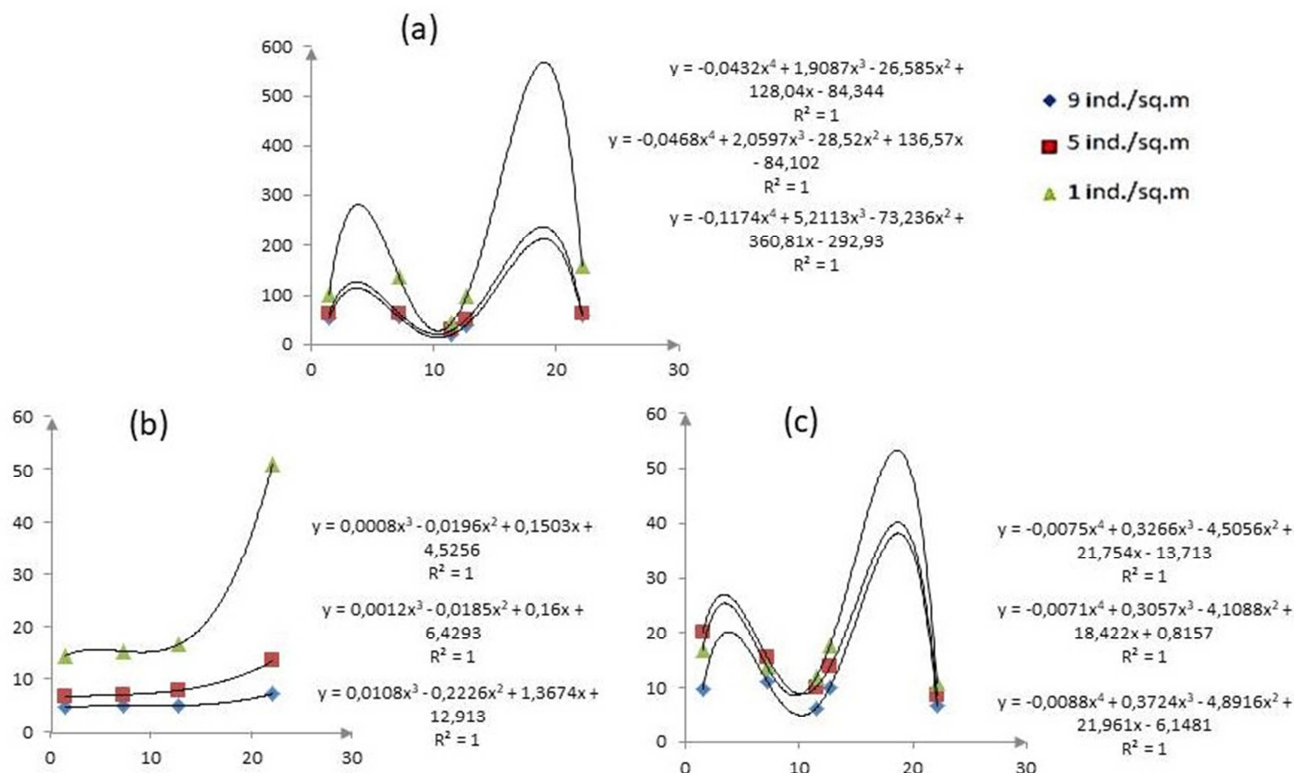 (a)
600
500
400
300
200
100
0
0 10 20 30
y = -0,0432x⁴ + 1,9087x³ - 26,585x² +
128,04x - 84,344
R² = 1
y = -0,0468x⁴ + 2,0597x³ - 28,52x² + 136,57x
- 84,102
R² = 1
y = -0,1174x⁴ + 5,2113x³ - 73,236x² +
360,81x - 292,93
R² = 1
9 ind./sq.m
5 ind./sq.m
1 ind./sq.m
(b)
60
50
40
30
20
10
0
0 10 20 30
y = 0,0008x³ - 0,0196x² + 0,1503x +
4,5256
R² = 1
y = 0,0012x³ - 0,0185x² + 0,16x +
6,4293
R² = 1
y = 0,0108x³ - 0,2226x² + 1,3674x +
12,913
R² = 1
(c)
60
50
40
30
20
10
0
0 10 20 30
y = -0,0075x⁴ + 0,3266x³ - 4,5056x² +
21,754x - 13,713
R² = 1
y = -0,0071x⁴ + 0,3057x³ - 4,1088x² +
18,422x + 0,8157
R² = 1
y = -0,0088x⁴ + 0,3724x³ - 4,8916x² +
21,961x - 6,1481
R² = 1